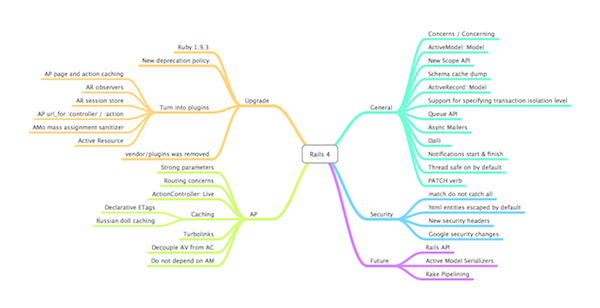 Rails 4
Upgrade
Ruby 1.9.3
New deprecation policy
Turn into plugins
AP page and action caching
AR observers
AR session store
AP url_for :controller / :action
AMo mass assignment sanitizer
Active Resource
vendor/plugins was removed
AP
Strong parameters
Routing concerns
ActionController: Live
Caching
Declarative ETags
Russian doll caching
Turbolinks
Decouple AV from AC
Do not depend on AM
General
Concerns / Concerning
ActiveModel::Model
New Scope API
Schema cache dump
ActiveRecord::Model
Support for specifying transaction isolation level
Queue API
Async Mailers
Dalli
Notifications start & finish
Thread safe on by default
PATCH verb
Security
match do not catch all
html entities escaped by default
New security headers
Google security changes
Future
Rails API
Active Model Serializers
Rake Pipelining